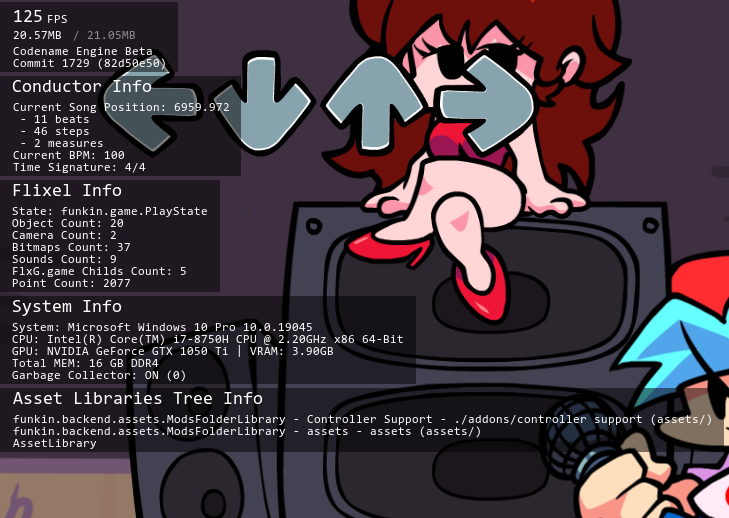 125 FPS
20.57MB / 21.05MB
Codename Engine Beta
Commit 1729 (82d50e50)
Conductor Info
Current Song Position: 6959.972
- 11 beats
- 46 steps
- 2 measures
Current BPM: 100
Time Signature: 4/4
Flixel Info
State: funkin.game.PlayState
Object Count: 20
Camera Count: 2
Bitmaps Count: 37
Sounds Count: 9
FlxG.game Childs Count: 5
Point Count: 2077
System Info
System: Microsoft Windows 10 Pro 10.0.19045
CPU: Intel(R) Core(TM) i7-8750H CPU @ 2.20GHz x86 64-Bit
GPU: NVIDIA GeForce GTX 1050 Ti | VRAM: 3.90GB
Total MEM: 16 GB DDR4
Garbage Collector: ON (0)
Asset Libraries Tree Info
funkin.backend.assets.ModsFolderLibrary - Controller Support - ./addons/controller support (assets/)
funkin.backend.assets.ModsFolderLibrary - assets - assets (assets/)
AssetLibrary